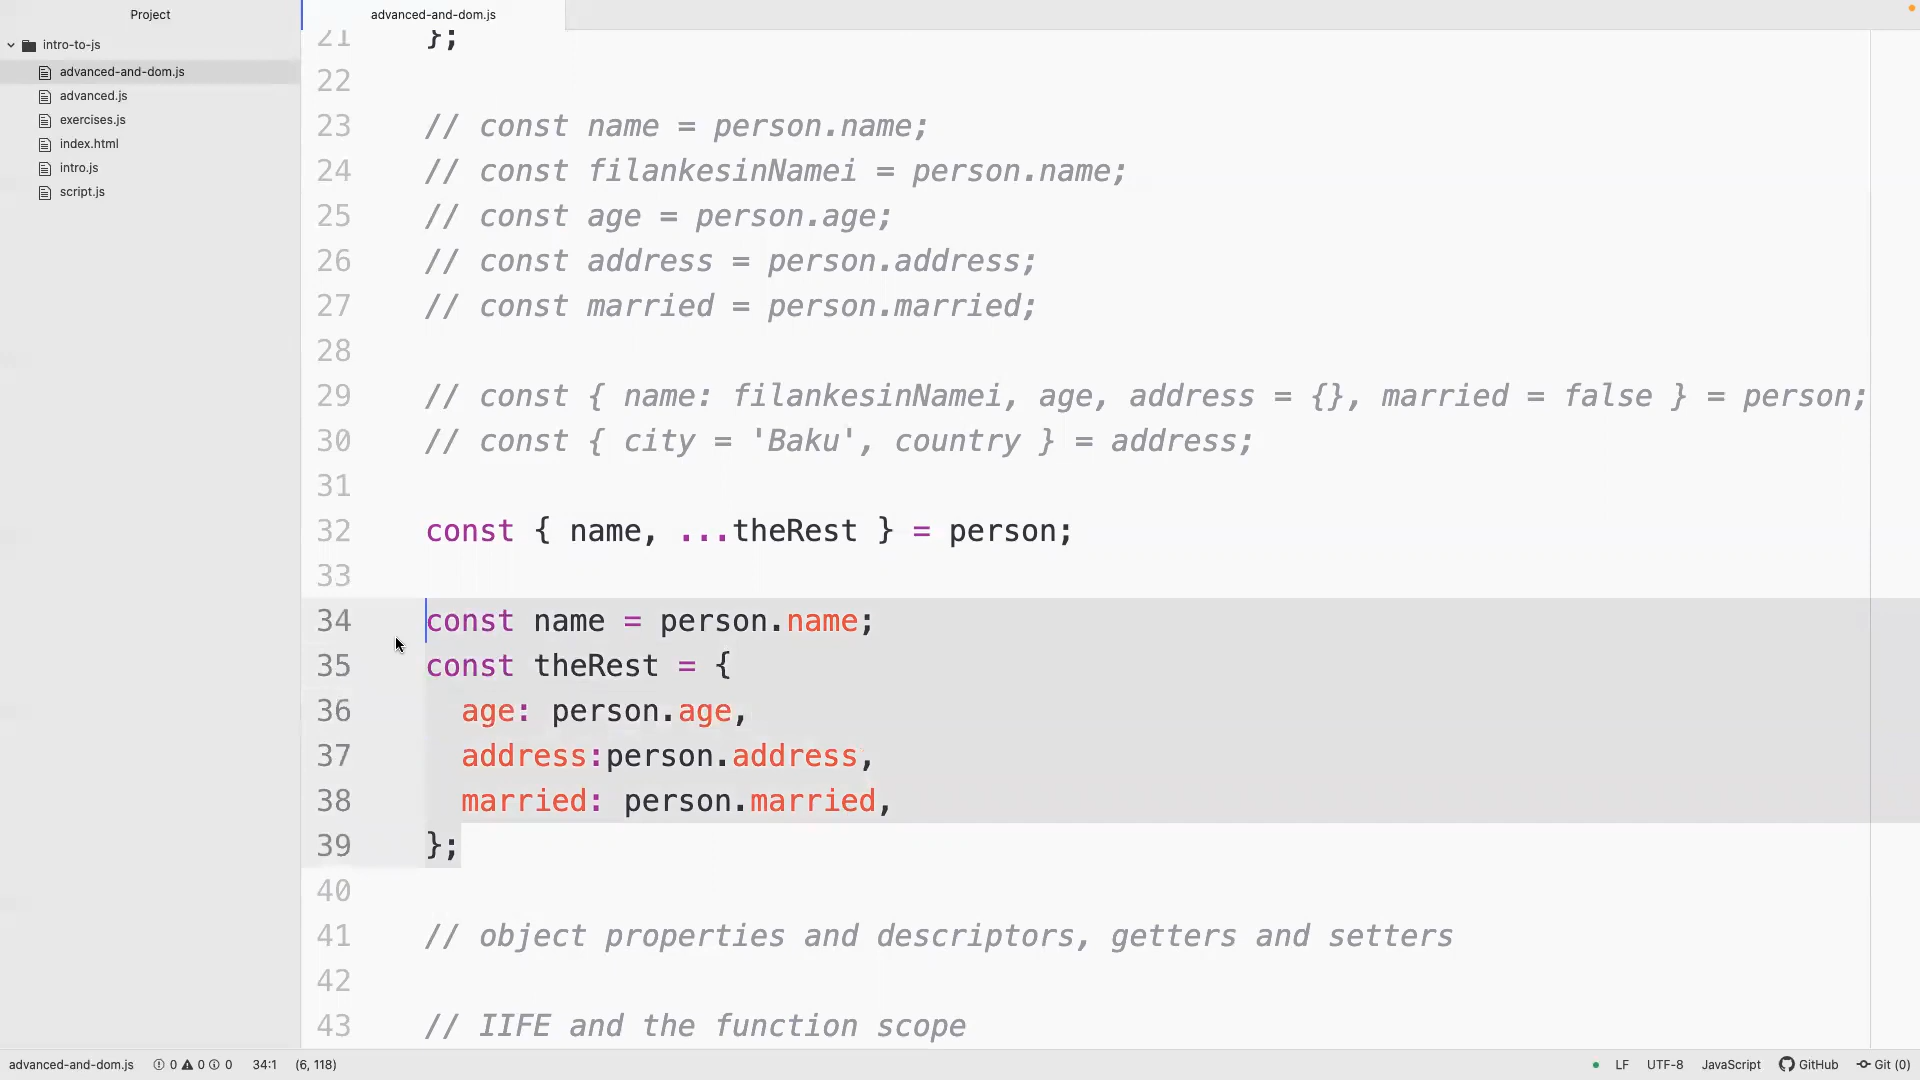 Project
advanced-and-dom.js
intro-to-js
advanced-and-dom.js
advanced.js
exercises.js
index.html
intro.js
script.js
21 };
22
23 // const name = person.name;
24 // const filankesinNamei = person.name;
25 // const age = person.age;
26 // const address = person.address;
27 // const married = person.married;
28
29 // const { name: filankesinNamei, age, address = {}, married = false } = person;
30 // const { city = 'Baku', country } = address;
31
32 const { name, ...theRest } = person;
33
34 const name = person.name;
35 const theRest = {
36 age: person.age,
37 address:person.address,
38 married: person.married,
39 };
40
41 // object properties and descriptors, getters and setters
42
43 // IIFE and the function scope
advanced-and-dom.js 0 0 0 34:1 (6, 118) LF UTF-8 JavaScript GitHub Git (0)